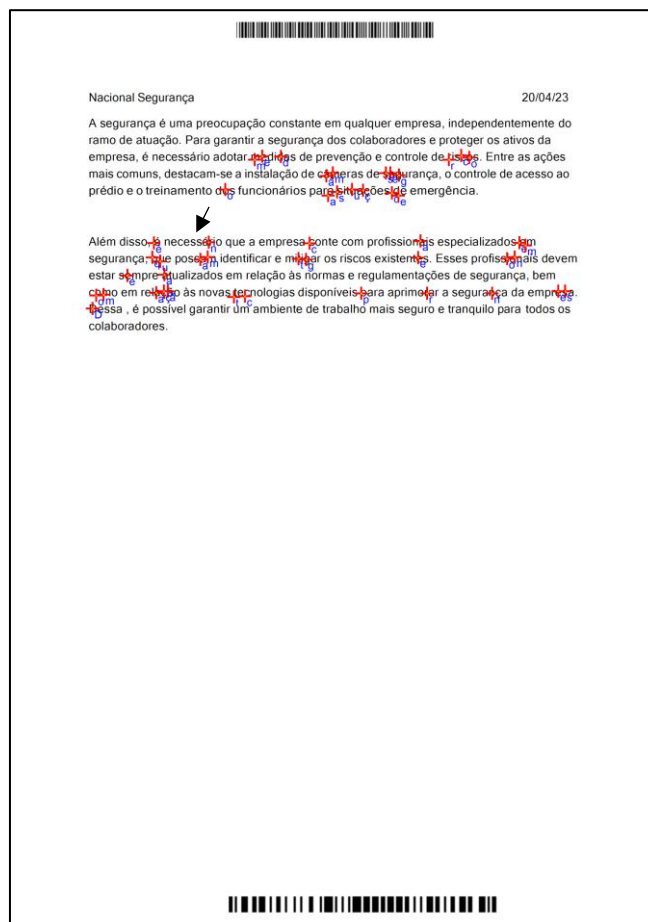 Nacional Segurança 20/04/23
A segurança é uma preocupação constante em qualquer empresa, independentemente do
ramo de atuação. Para garantir a segurança dos colaboradores e proteger os ativos da
empresa, é necessário adotar medidas de prevenção e controle de riscos. Entre as ações
mais comuns, destacam-se a instalação de câmeras de segurança, o controle de acesso ao
prédio e o treinamento dos funcionários para situações de emergência.
Além disso, é necessário que a empresa conte com profissionais especializados em
segurança, que possam identificar e mitigar os riscos existentes. Esses profissionais devem
estar sempre atualizados em relação às normas e regulamentações de segurança, bem
como em relação às novas tecnologias disponíveis para aprimorar a segurança da empresa.
Dessa , é possível garantir um ambiente de trabalho mais seguro e tranquilo para todos os
colaboradores.